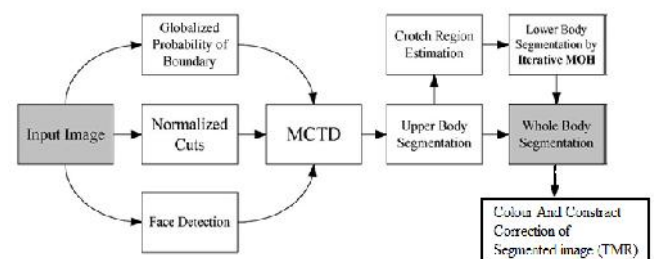 Globalized
Probability of
Boundary
Crotch Region
Estimation
Lower Body
Segmentation by
Iterative MOH
Input Image
Normalized
Cuts
MCTD
Upper Body
Segmentation
Whole Body
Segmentation
Face Detection
Colour And Constract
Correction of
Segmented image (TMR)